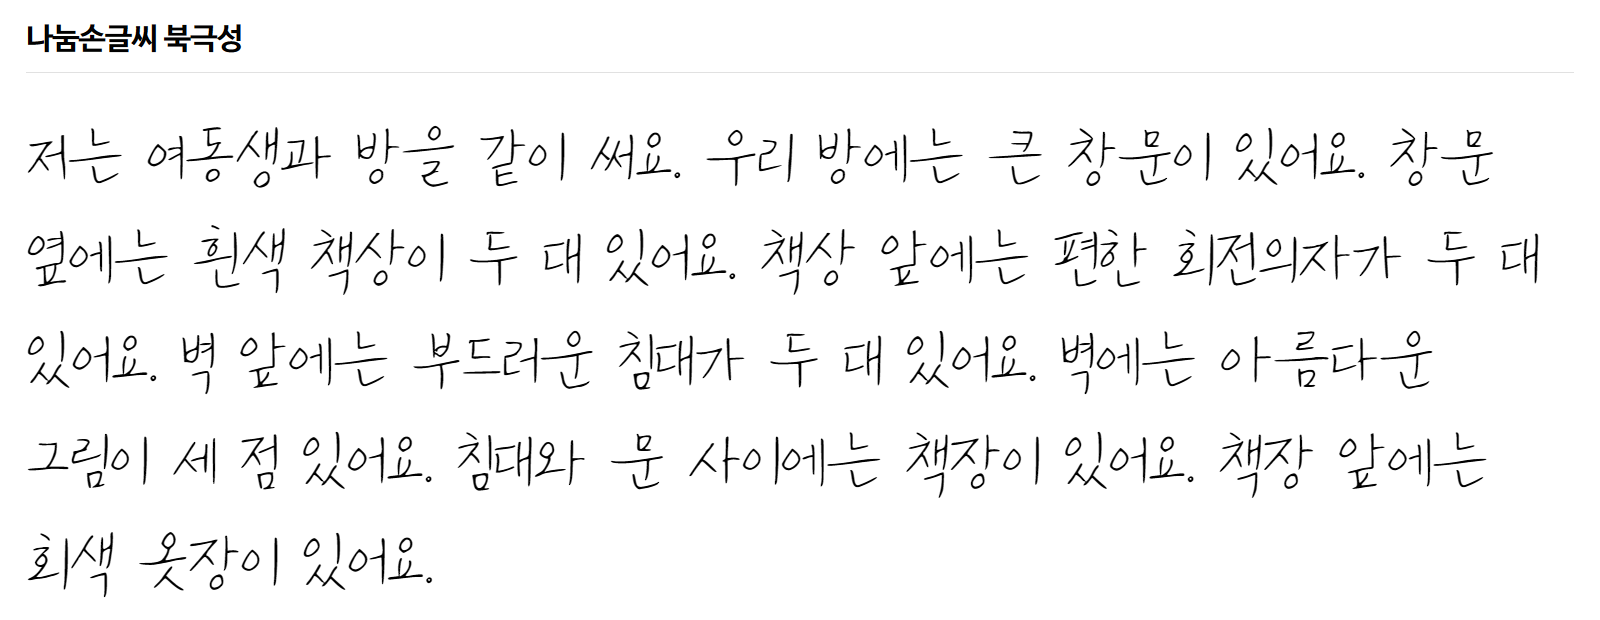 나눔손글씨 북극성
저는 여동생과 방을 같이 써요. 우리 방에는 큰 창문이 있어요. 창문
옆에는 흰색 책상이 두 대 있어요. 책상 앞에는 편한 회전의자가 두 대
있어요. 벽 앞에는 부드러운 침대가 두 대 있어요. 벽에는 아름다운
그림이 세 점 있어요. 침대와 문 사이에는 책장이 있어요. 책장 앞에는
회색 옷장이 있어요.